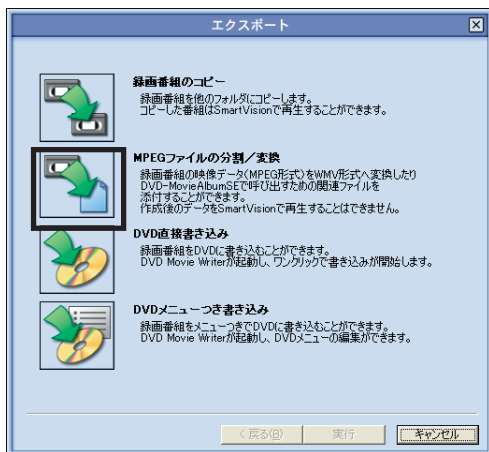 エクスポート
録画番組のコピー
録画番組を他のフォルダにコピーします。
コピーした番組はSmartVisionで再生することができます。
MPEGファイルの分割／変換
録画番組の映像データ(MPEG形式)をWMV形式へ変換したり
DVD-MovieAlbumSEで呼び出すための関連ファイルを
添付することができます。
作成後のデータをSmartVisionで再生することはできません。
DVD直接書き込み
録画番組をDVDに書き込むことができます。
DVD Movie Writerが起動し、ワンクリックで書き込みが開始します。
DVDメニューつき書き込み
録画番組をメニューつきでDVDに書き込むことができます。
DVD Movie Writerが起動し、DVDメニューの編集ができます。
< 戻る(B)
実行
キャンセル